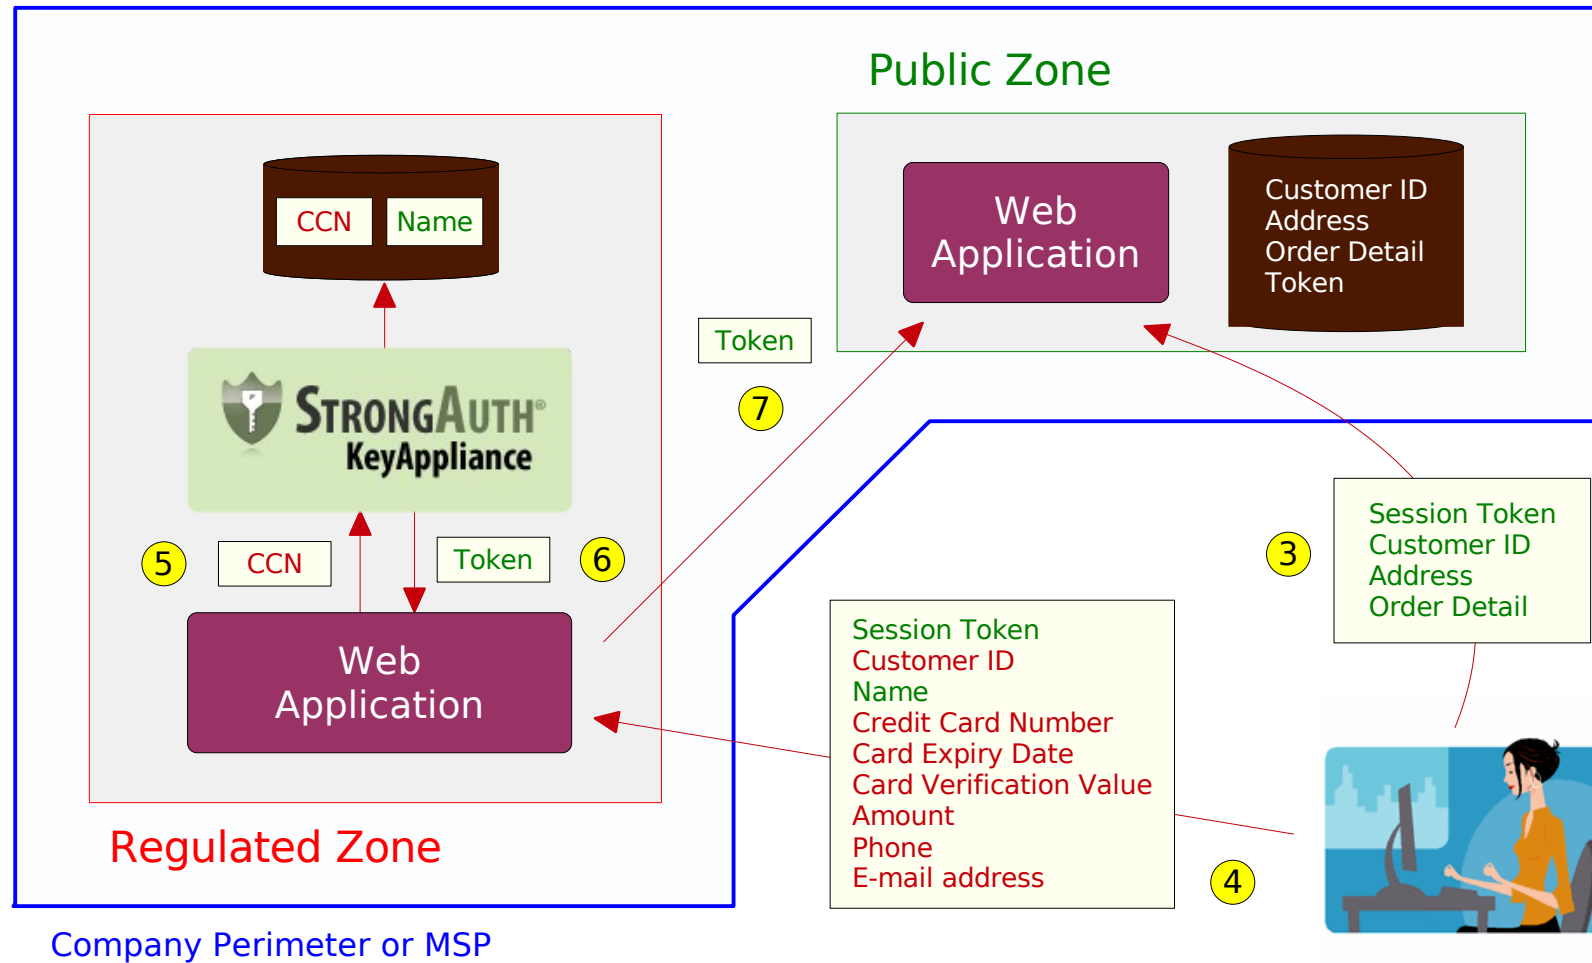 Public Zone
CCN
Name
Web
Application
Customer ID
Address
Order Detail
Token
Token
7
STRONGAUTH®
KeyAppliance
5
CCN
Token
6
3
Session Token
Customer ID
Address
Order Detail
Web
Application
Session Token
Customer ID
Name
Credit Card Number
Card Expiry Date
Card Verification Value
Amount
Phone
E-mail address
4
Regulated Zone
Company Perimeter or MSP